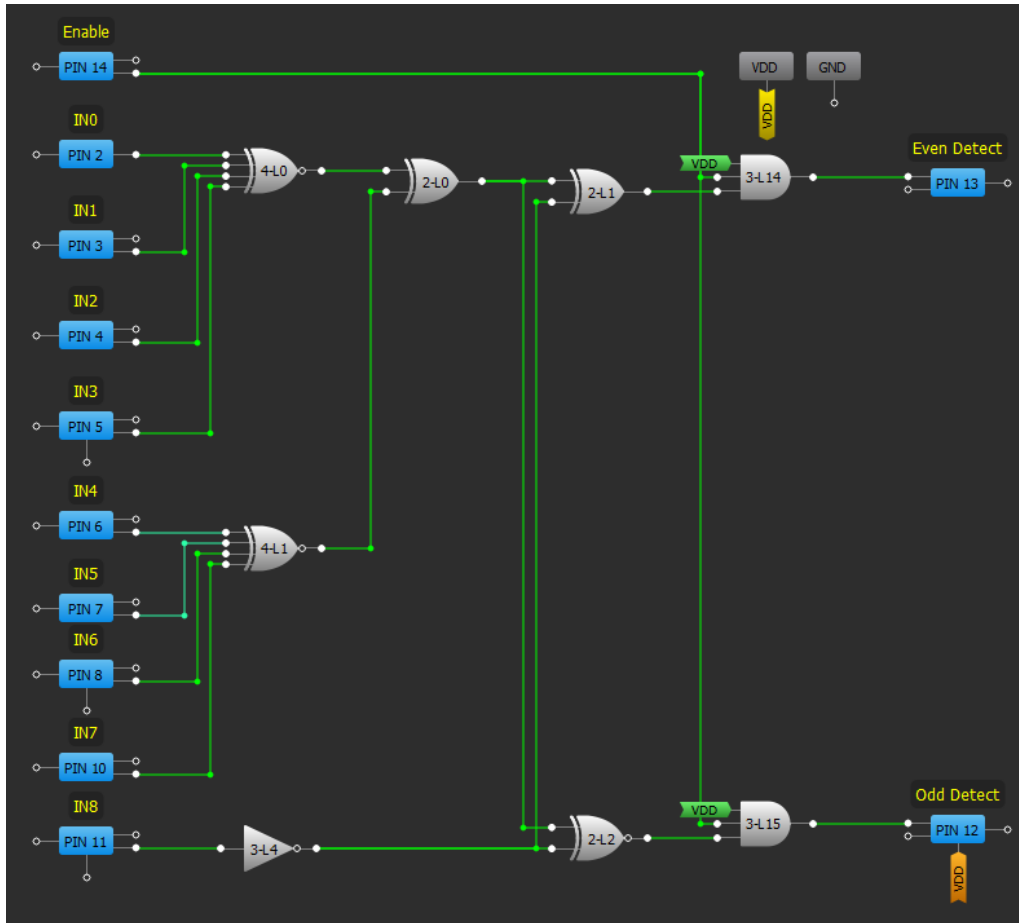 Enable
PIN 14
VDD
GND
VDD
IN0
PIN 2
4-L0
2-L0
2-L1
VDD
3-L14
Even Detect
PIN 13
IN1
PIN 3
IN2
PIN 4
IN3
PIN 5
IN4
PIN 6
4-L1
IN5
PIN 7
IN6
PIN 8
IN7
PIN 10
IN8
PIN 11
3-L4
2-L2
VDD
3-L15
Odd Detect
PIN 12
VDD